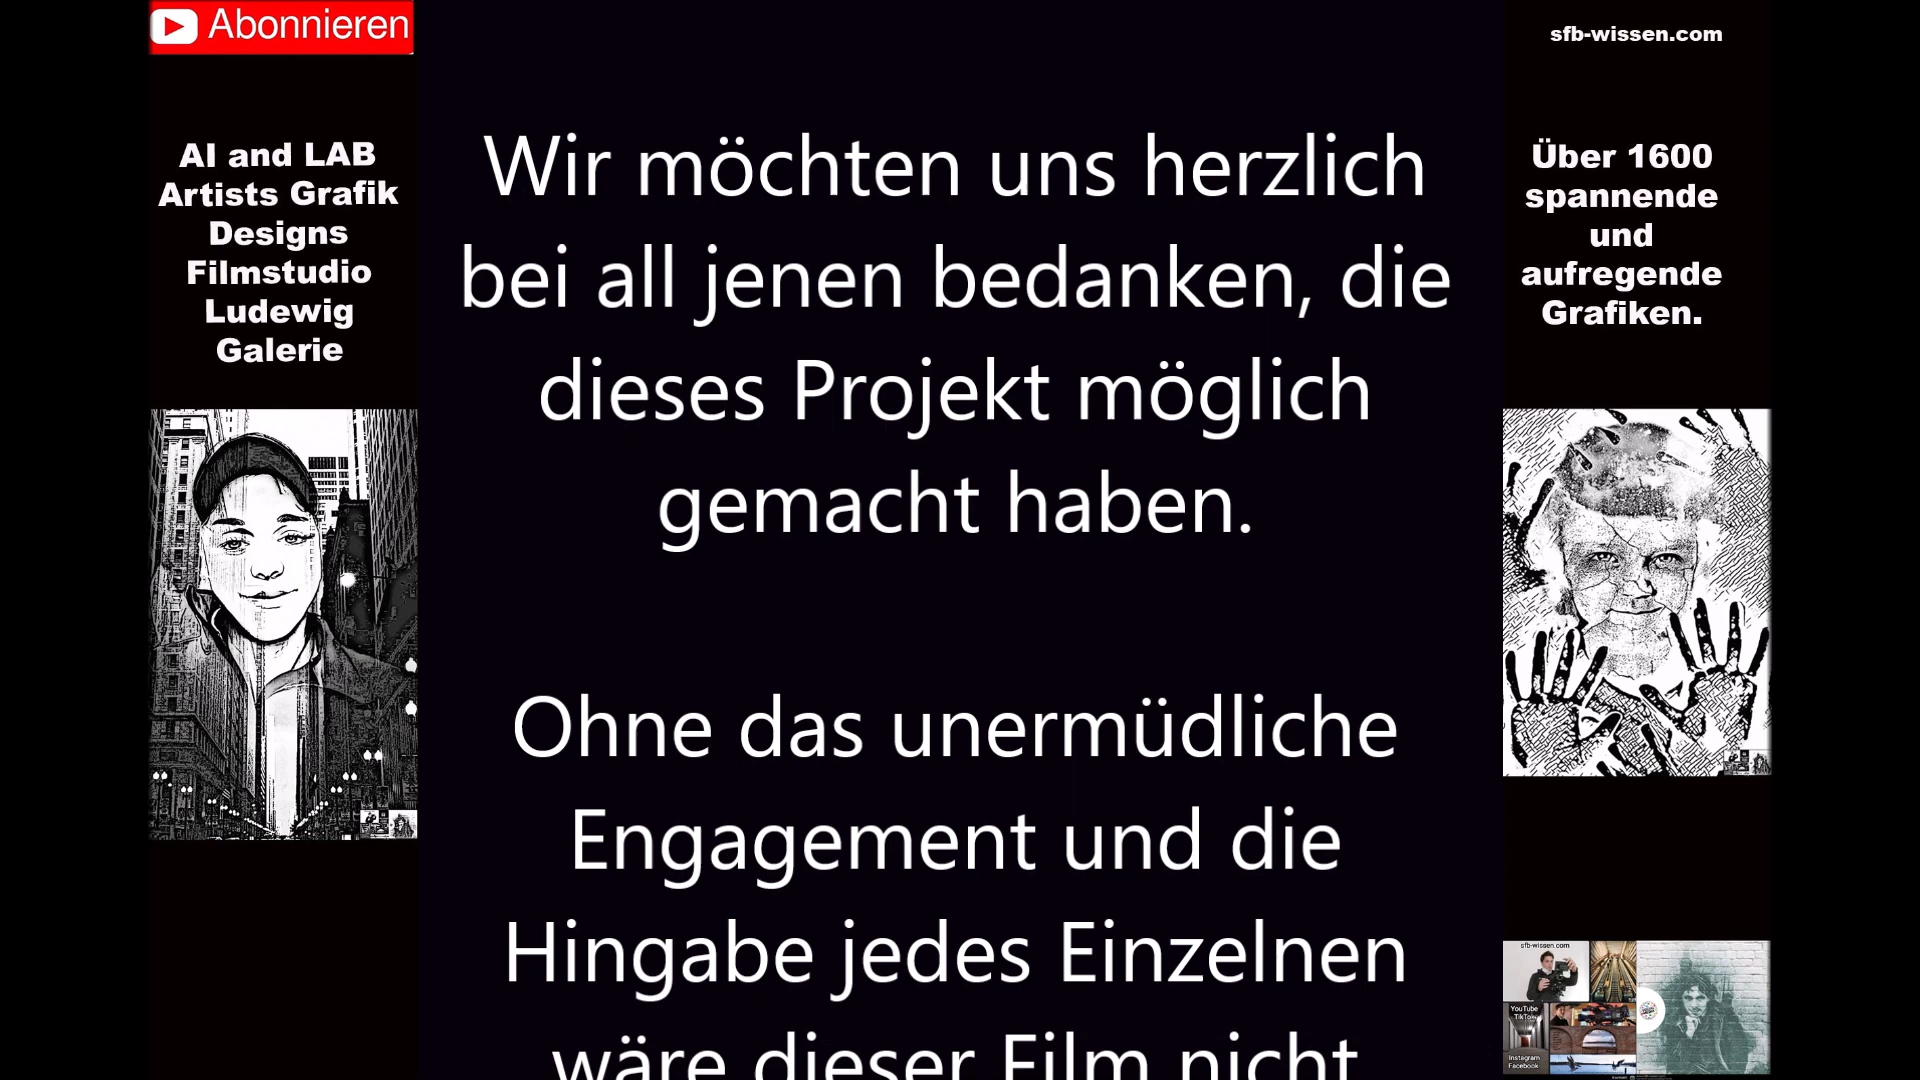 Abonnieren
AI and LAB
Artists Grafik
Designs
Filmstudio
Ludewig
Galerie
Wir möchten uns herzlich
bei all jenen bedanken, die
dieses Projekt möglich
gemacht haben.
Ohne das unermüdliche
Engagement und die
Hingabe jedes Einzelnen
wäre dieser Film nicht
sfb-wissen.com
Über 1600
spannende
und
aufregende
Grafiken.
sfb-wissen.com
YouTube
TikTok
Instagram
Facebook